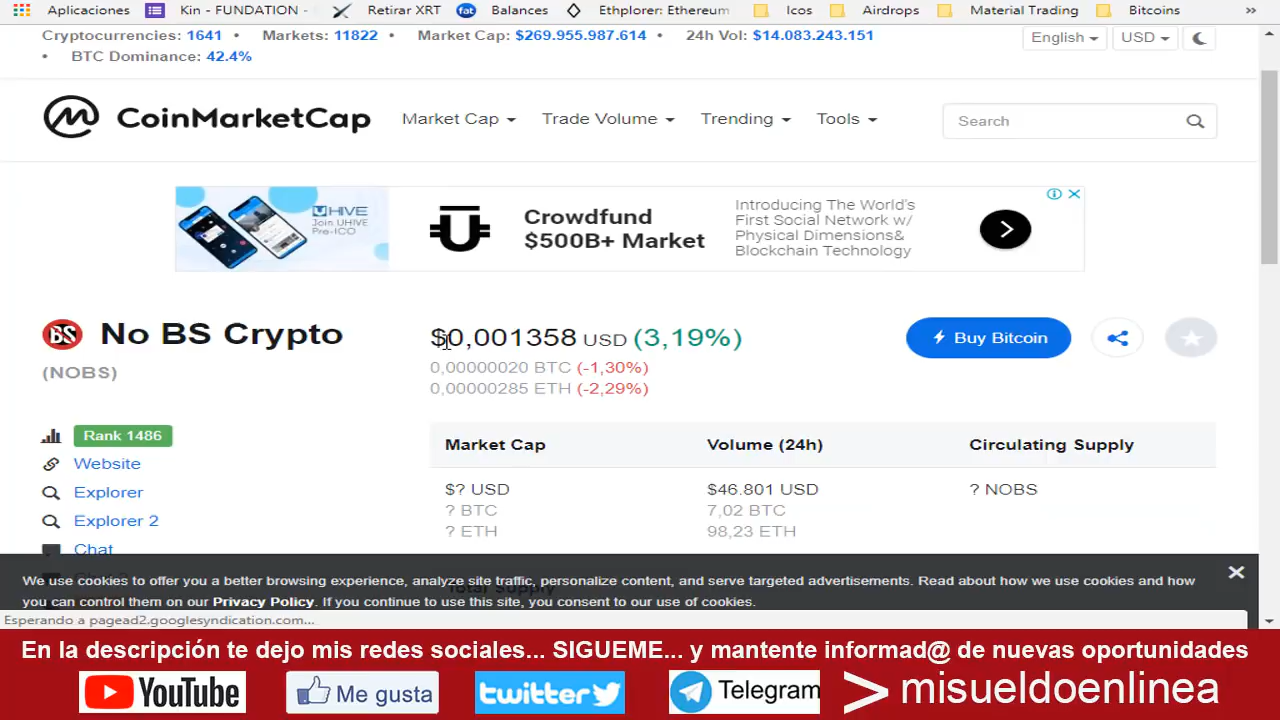 Aplicaciones Kin - FUNDATION - Retirar XRT fat Balances Ethplorer: Ethereum Icos Airdrops Material Trading Bitcoins »
Cryptocurrencies: 1641 • Markets: 11822 • Market Cap: $269.955.987.614 • 24h Vol: $14.083.243.151
• BTC Dominance: 42.4%
English USD
CoinMarketCap Market Cap Trade Volume Trending Tools Search
UHIVE
Join UHIVE
Pre-ICO
Crowdfund
$500B+ Market
Introducing The World's
First Social Network w/
Physical Dimensions&
Blockchain Technology
BS No BS Crypto
(NOBS)
$0,001358 USD (3,19%)
0,00000020 BTC (-1,30%)
0,00000285 ETH (-2,29%)
Buy Bitcoin
Rank 1486
Website
Explorer
Explorer 2
Chat
Market Cap Volume (24h) Circulating Supply
$? USD $46.801 USD ? NOBS
? BTC 7,02 BTC
? ETH 98,23 ETH
Total Supply
We use cookies to offer you a better browsing experience, analyze site traffic, personalize content, and serve targeted advertisements. Read about how we use cookies and how
you can control them on our Privacy Policy. If you continue to use this site, you consent to our use of cookies.
Esperando a pagead2.googlesyndication.com...
En la descripción te dejo mis redes sociales... SIGUEME... y mantente informad@ de nuevas oportunidades
YouTube Me gusta twitter Telegram > misueldoenlinea